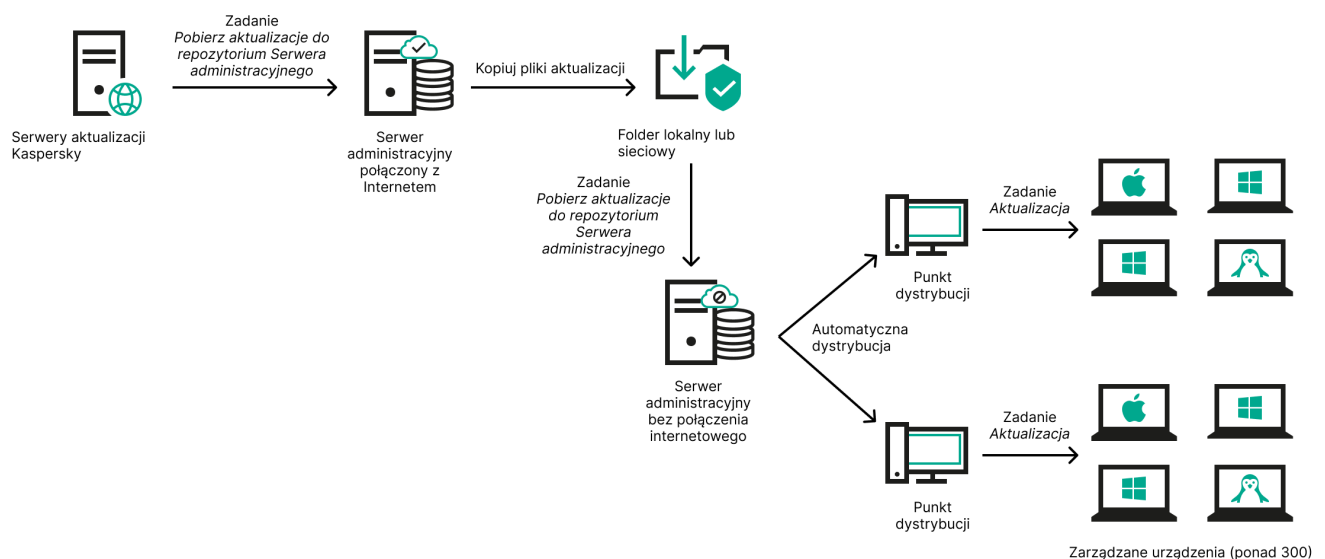 Zadanie
Pobierz aktualizacje do
repozytorium Serwera
administracyjnego
Serwery aktualizacji
Kaspersky
Serwer
administracyjny
połączony z
Internetem
Kopiuj pliki aktualizacji
Folder lokalny lub
sieciowy
Zadanie
Pobierz aktualizacje
do repozytorium
Serwera
administracyjnego
Serwer
administracyjny
bez połączenia
internetowego
Automatyczna
dystrybucja
Punkt
dystrybucji
Zadanie
Aktualizacja
Punkt
dystrybucji
Zadanie
Aktualizacja
Zarządzane urządzenia (ponad 300)